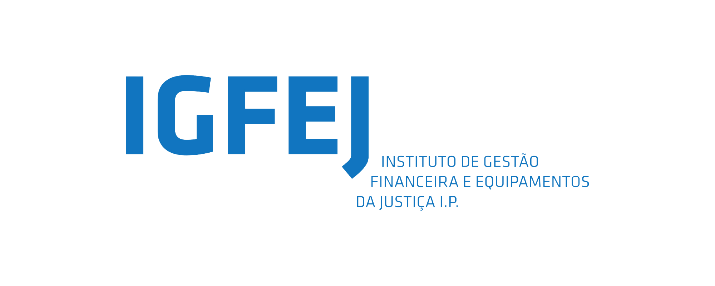 IGFEJ
INSTITUTO DE GESTÃO
FINANCEIRA E EQUIPAMENTOS
DA JUSTIÇA I.P.